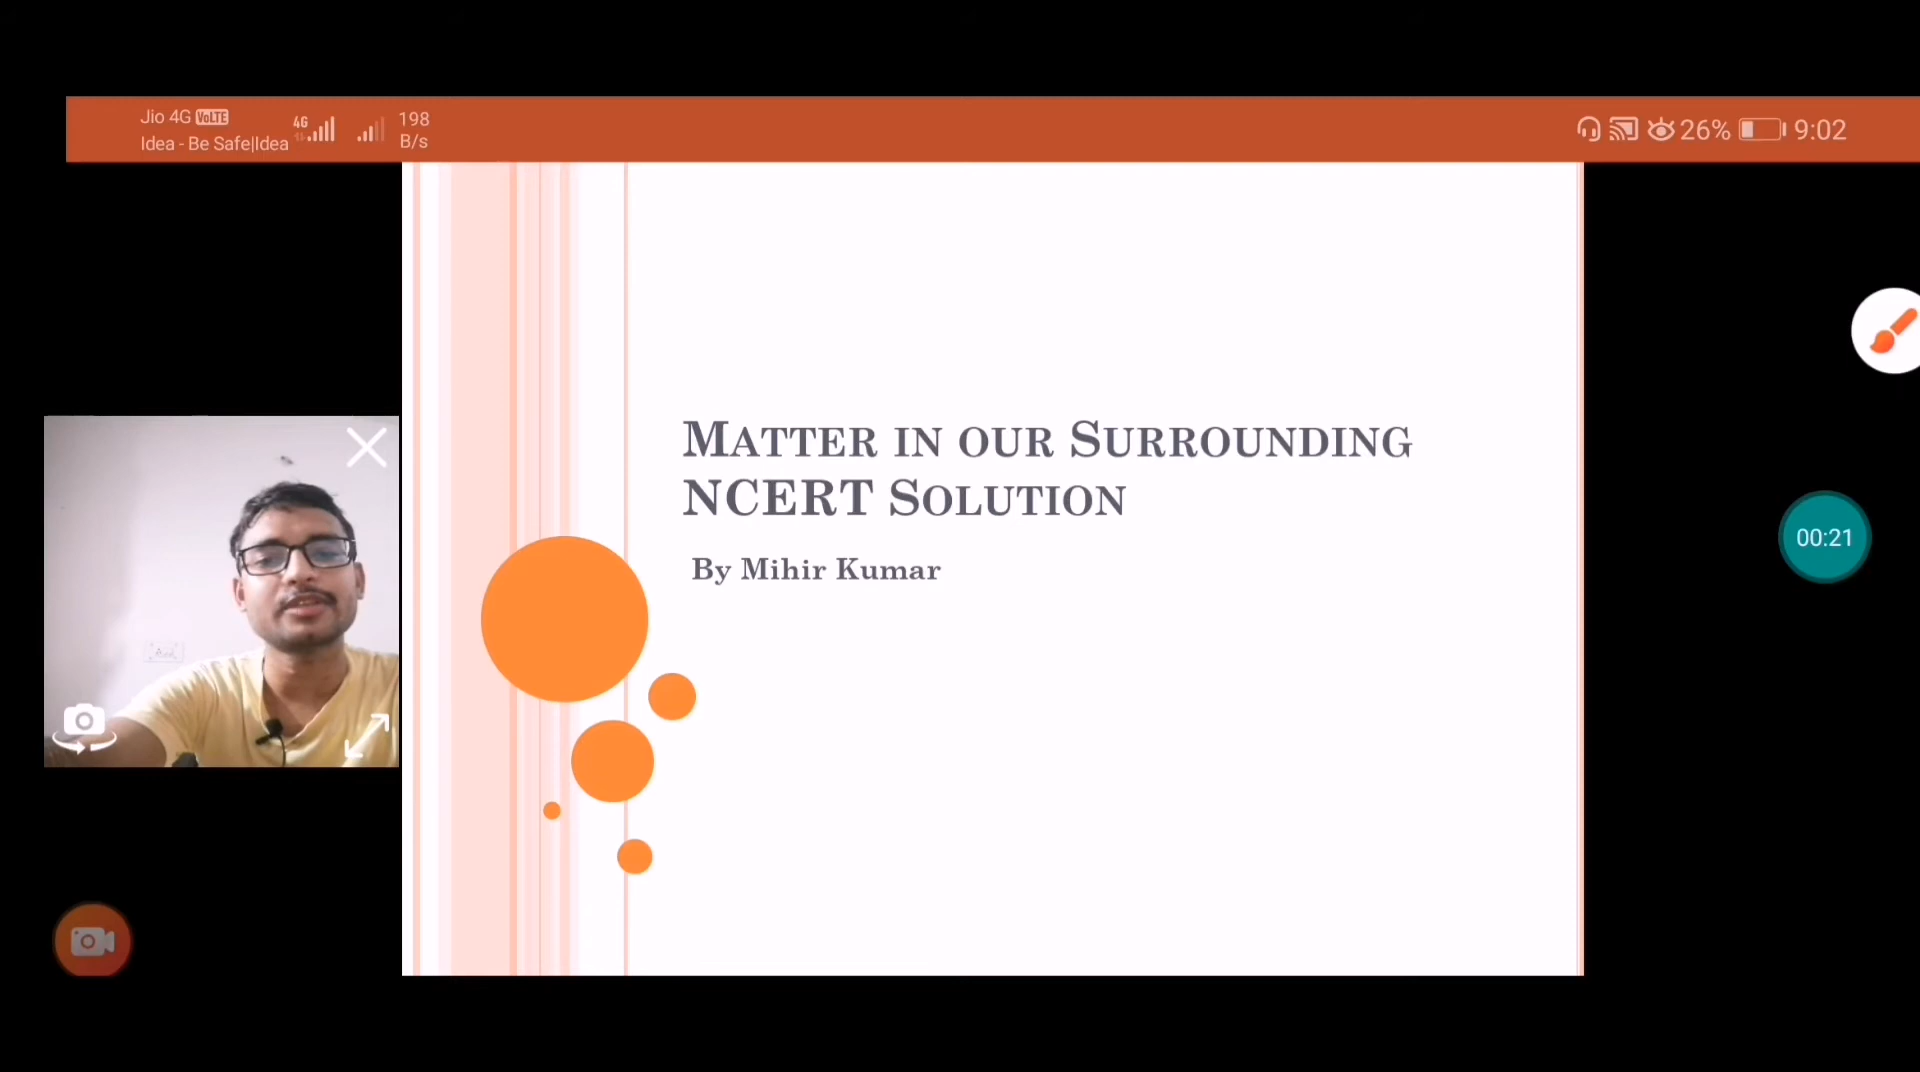 Jio 4G VoLTE
Idea - Be Safe|Idea
4G
198
B/s
26%
9:02
MATTER IN OUR SURROUNDING
NCERT SOLUTION
By Mihir Kumar
00:21